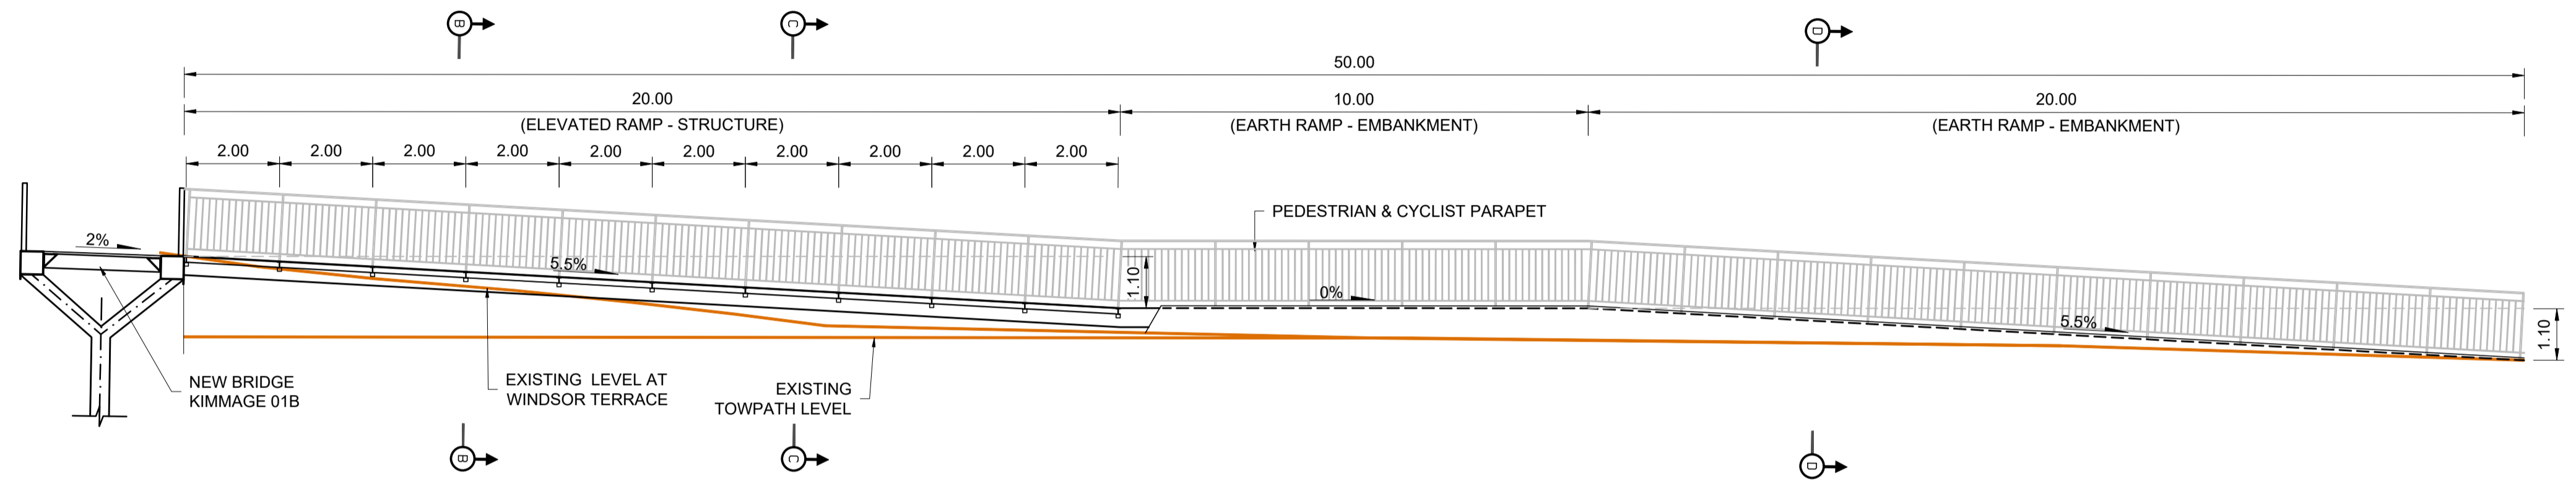 B
C
D
50.00
20.00
10.00
20.00
(ELEVATED RAMP - STRUCTURE)
(EARTH RAMP - EMBANKMENT)
(EARTH RAMP - EMBANKMENT)
2.00
2.00
2.00
2.00
2.00
2.00
2.00
2.00
2.00
2.00
PEDESTRIAN & CYCLIST PARAPET
2%
5.5%
1.10
0%
5.5%
1.10
NEW BRIDGE
KIMMAGE 01B
EXISTING LEVEL AT
WINDSOR TERRACE
EXISTING
TOWPATH LEVEL
B
C
D